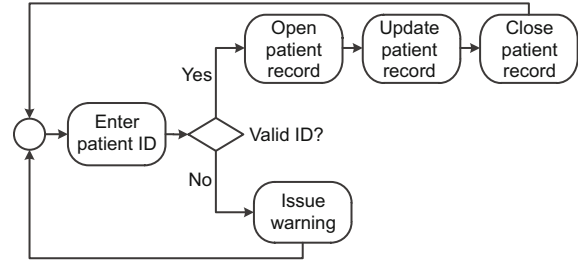 Open
patient
record
Update
patient
record
Close
patient
record
Yes
Enter
patient ID
Valid ID?
No
Issue
warning